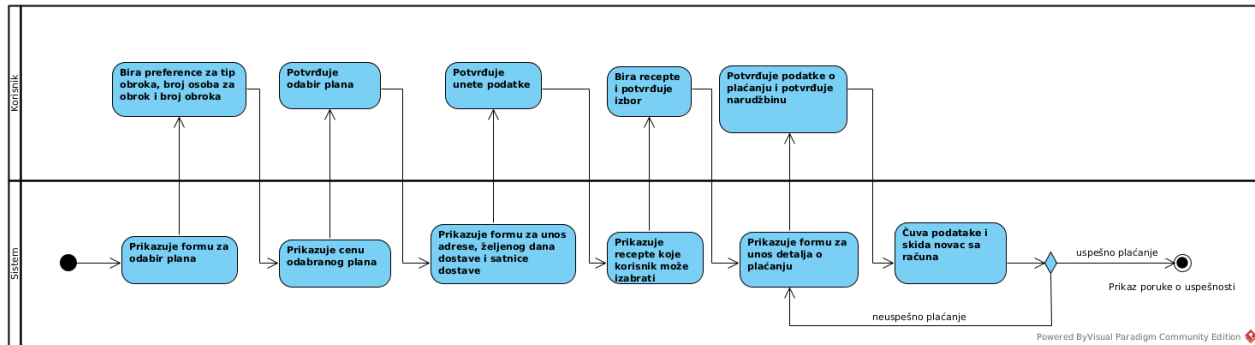 Korisnik
Bira preference za tip
obroka, broj osoba za
obrok i broj obroka
Potvrđuje
odabir plana
Potvrđuje
unete podatke
Bira recepte
i potvrđuje
izbor
Potvrđuje podatke o
plaćanju i potvrđuje
narudžbinu
Sistem
Prikazuje formu za
odabir plana
Prikazuje cenu
odabranog plana
Prikazuje formu za unos
adrese, željenog dana
dostave i satnice
dostave
Prikazuje
recepte koje
korisnik može
izabrati
Prikazuje formu za
unos detalja o
plaćanju
Čuva podatake i
skida novac sa
računa
uspešno plaćanje
Prikaz poruke o uspešnosti
neuspešno plaćanje
Powered ByVisual Paradigm Community Edition